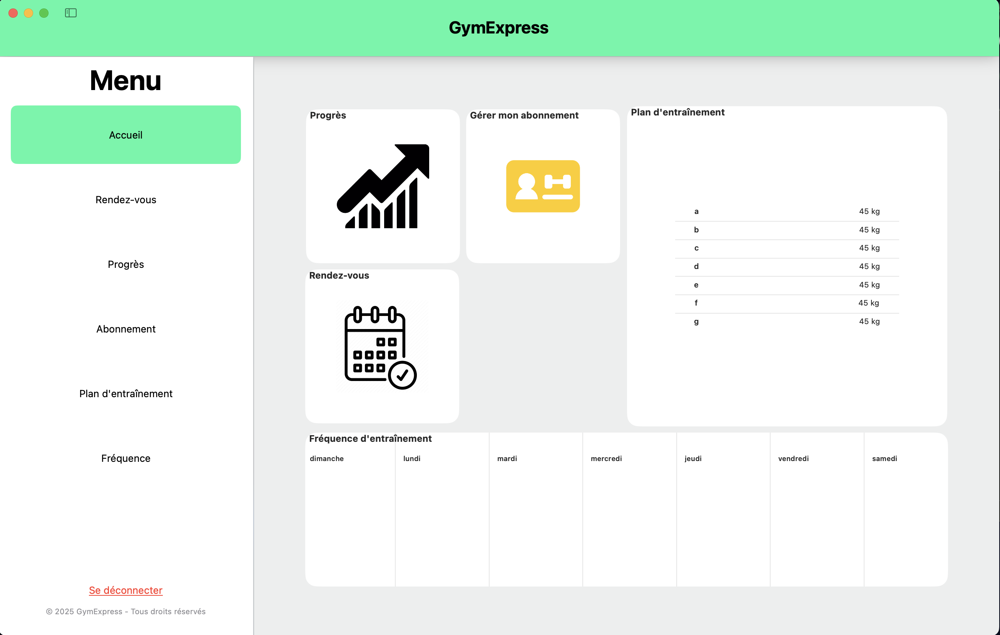 GymExpress
Menu
Accueil
Rendez-vous
Progrès
Abonnement
Plan d'entraînement
Fréquence
Se déconnecter
© 2025 GymExpress - Tous droits réservés
Progrès
Gérer mon abonnement
Rendez-vous
Plan d'entraînement
a 45 kg
b 45 kg
c 45 kg
d 45 kg
e 45 kg
f 45 kg
g 45 kg
Fréquence d'entraînement
dimanche lundi mardi mercredi jeudi vendredi samedi